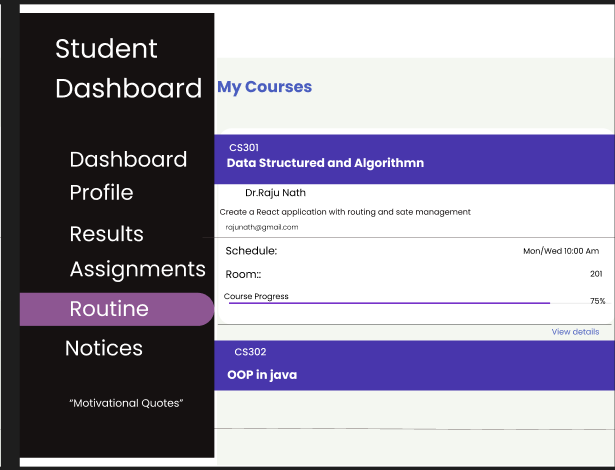 Student
Dashboard
Dashboard
Profile
Results
Assignments
Routine
Notices
“Motivational Quotes”
My Courses
CS301
Data Structured and Algorithmn
Dr.Raju Nath
Create a React application with routing and sate management
rajunath@gmail.com
Schedule: Mon/Wed 10:00 Am
Room:: 201
Course Progress 75%
View details
CS302
OOP in java